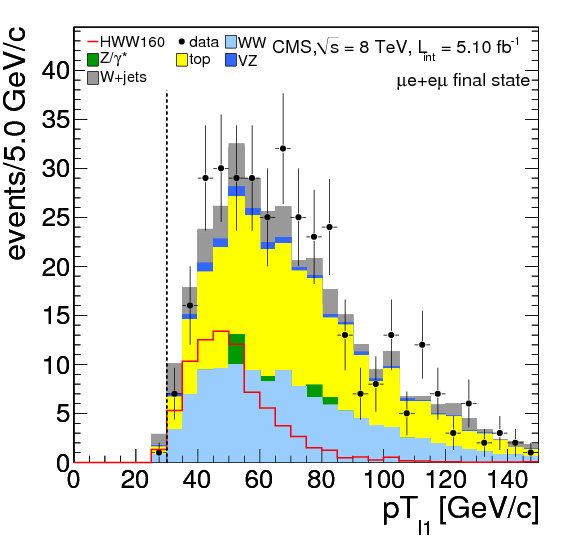 HWW160 data WW CMS,√s = 8 TeV, L_int = 5.10 fb⁻¹
Z/γ* top VZ
W+jets μe+eμ final state
events/5.0 GeV/c
40
35
30
25
20
15
10
5
0
0 20 40 60 80 100 120 140
pT_l1 [GeV/c]